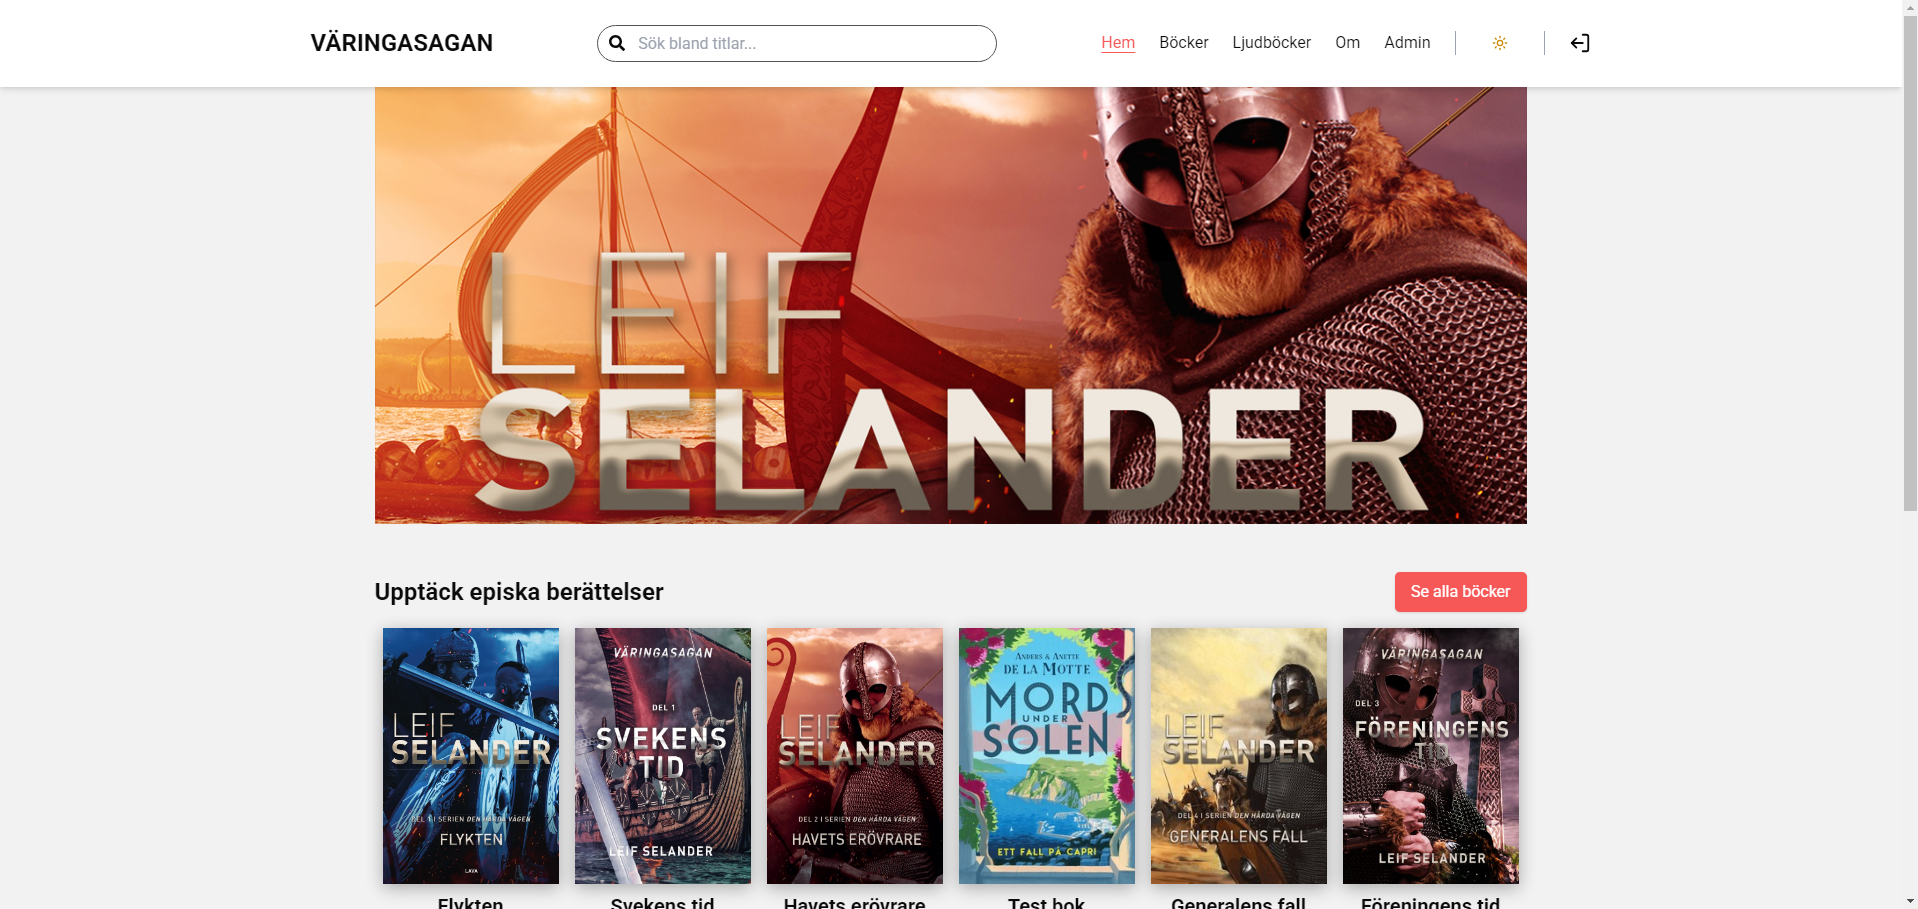 VÄRINGASAGAN
Sök bland titlar...
Hem
Böcker
Ljudböcker
Om
Admin
LEIF
SELANDER
Upptäck episka berättelser
Se alla böcker
LEIF
SELANDER
DEL 1 I SERIEN DEN HÅRDA VÄGEN
FLYKTEN
LAVA
VÄRINGASAGAN
DEL 1
SVEKENS
TID
LEIF SELANDER
LEIF
SELANDER
DEL 2 I SERIEN DEN HÅRDA VÄGEN
HAVETS ERÖVRARE
ANDERS & ANETTE
DE LA MOTTE
MORD
UNDER
SOLEN
ETT FALL PÅ CAPRI
LEIF
SELANDER
DEL 4 I SERIEN DEN HÅRDA VÄGEN
GENERALENS FALL
VÄRINGASAGAN
DEL 3
FÖRENINGENS
TID
LEIF SELANDER
Flykten
Svekens tid
Havets erövrare
Test bok
Generalens fall
Föreningens tid